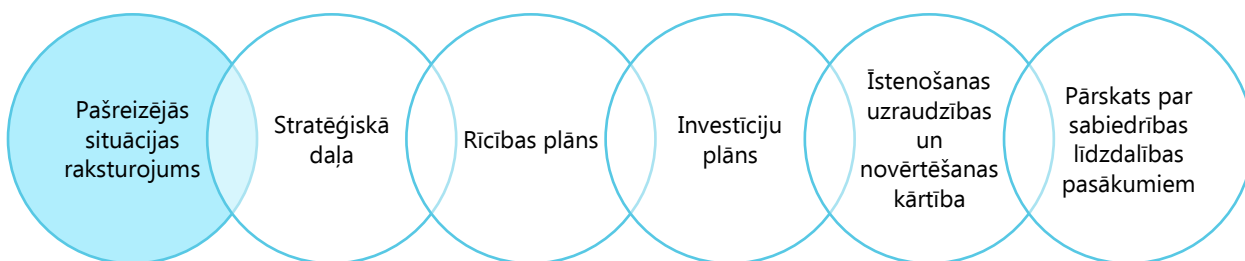 Pašreizējās
situācijas
raksturojums
Stratēģiskā
daļa
Rīcības plāns
Investīciju
plāns
Īstenošanas
uzraudzības
un
novērtēšanas
kārtība
Pārskats par
sabiedrības
līdzdalības
pasākumiem